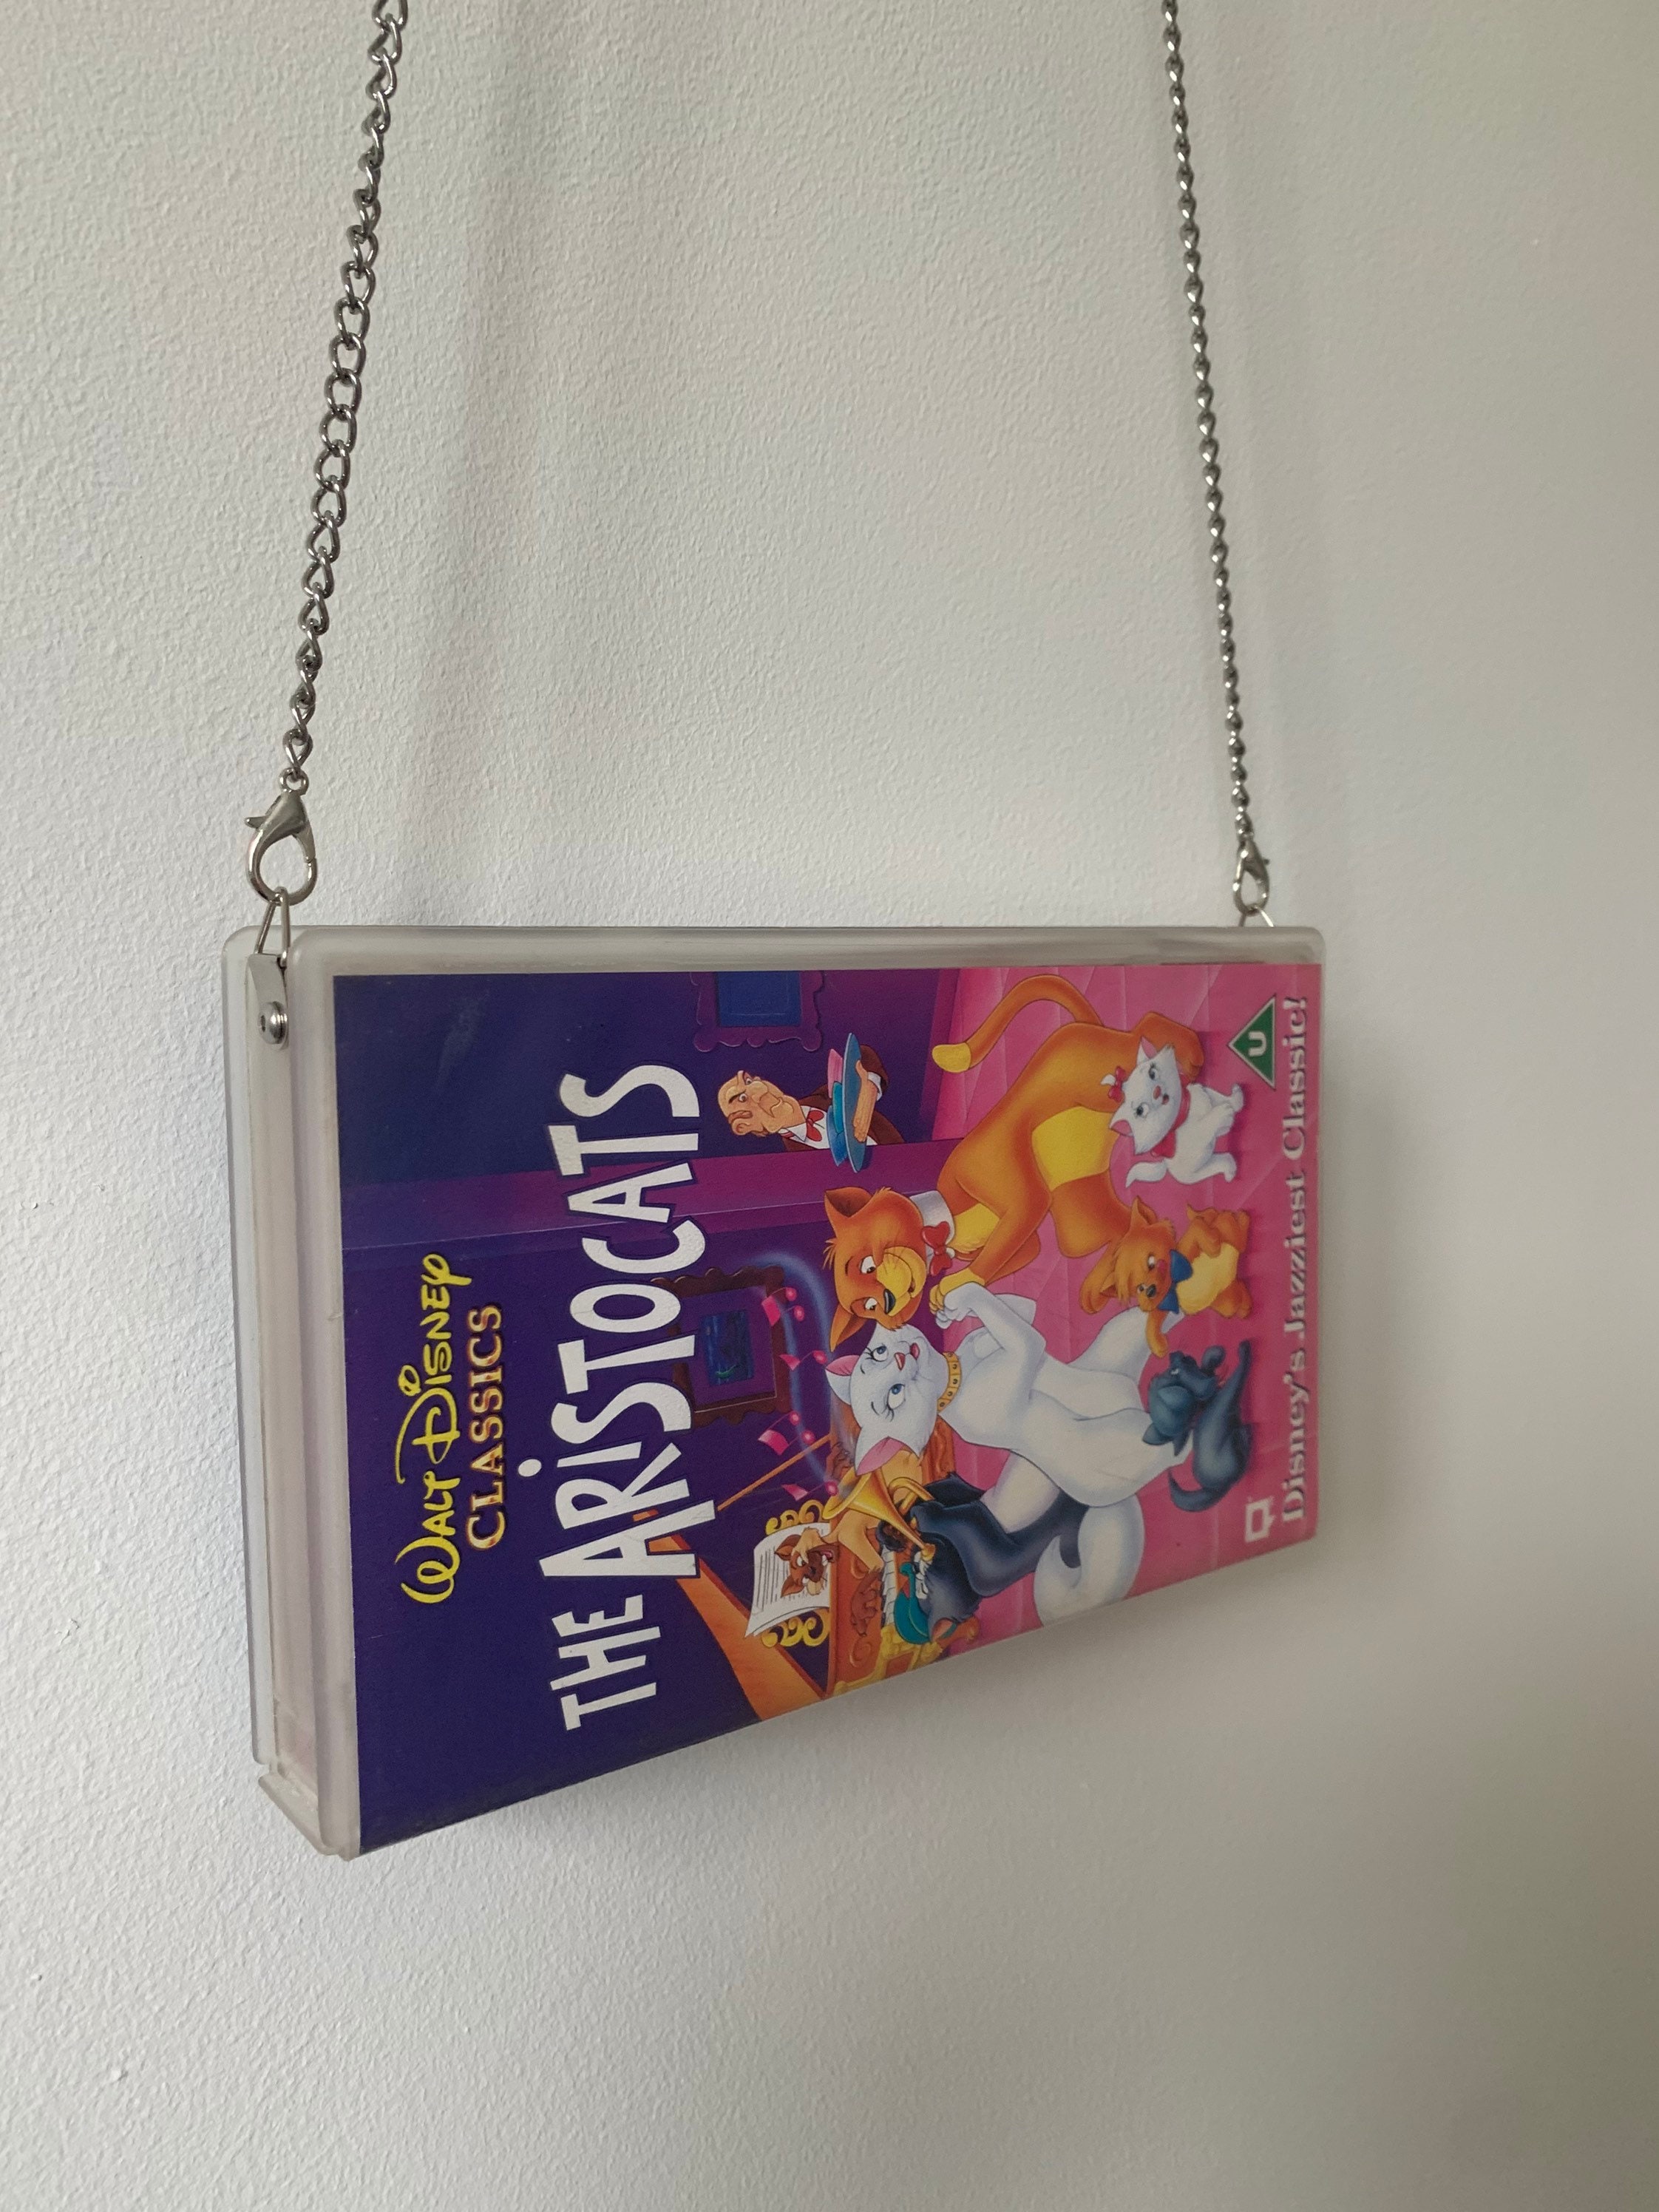 WALT DISNEY
CLASSICS
THE ARISTOCATS
U
Disney's Jazziest Classic!